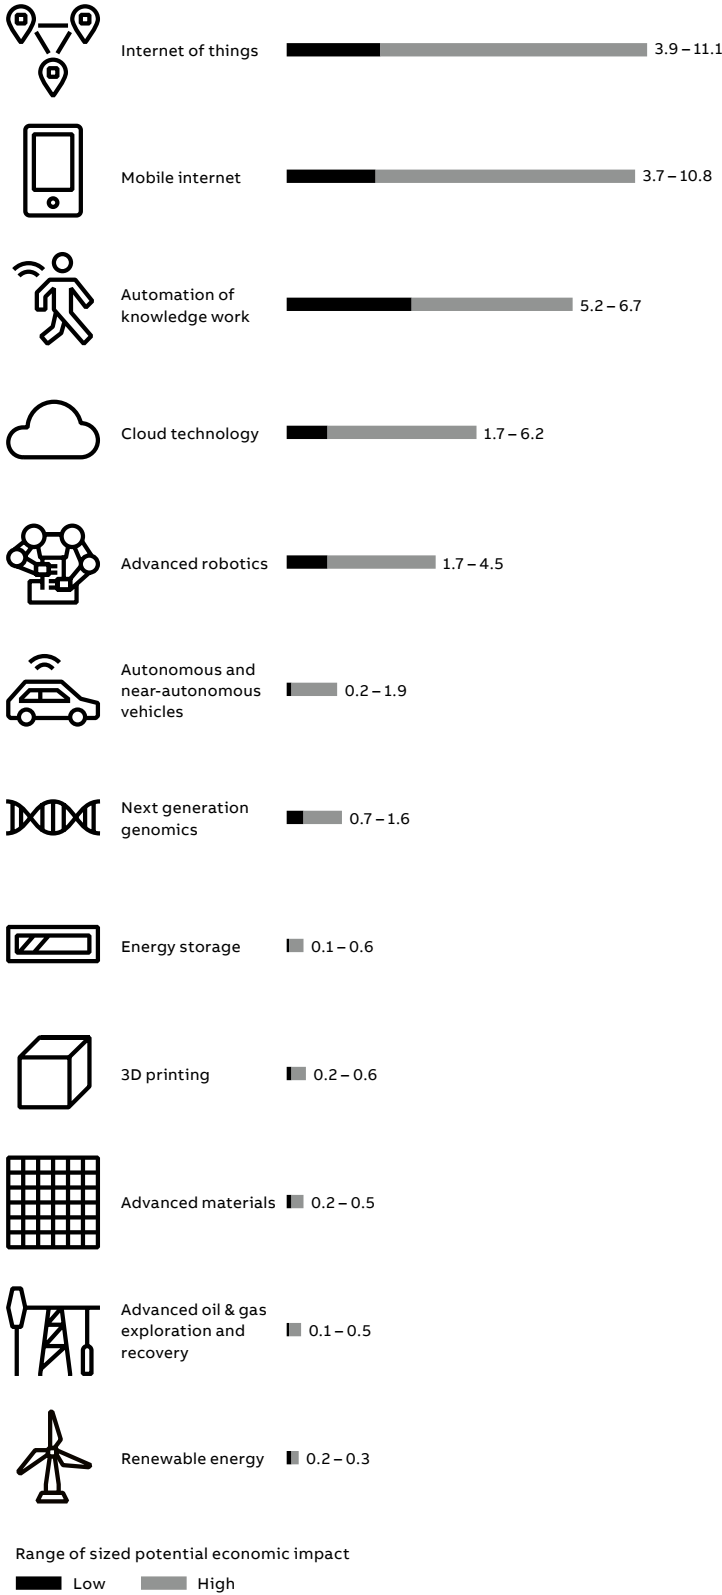 Internet of things
3.9 – 11.1
Mobile internet
3.7 – 10.8
Automation of
knowledge work
5.2 – 6.7
Cloud technology
1.7 – 6.2
Advanced robotics
1.7 – 4.5
Autonomous and
near-autonomous
vehicles
0.2 – 1.9
Next generation
genomics
0.7 – 1.6
Energy storage
0.1 – 0.6
3D printing
0.2 – 0.6
Advanced materials
0.2 – 0.5
Advanced oil & gas
exploration and
recovery
0.1 – 0.5
Renewable energy
0.2 – 0.3
Range of sized potential economic impact
Low
High